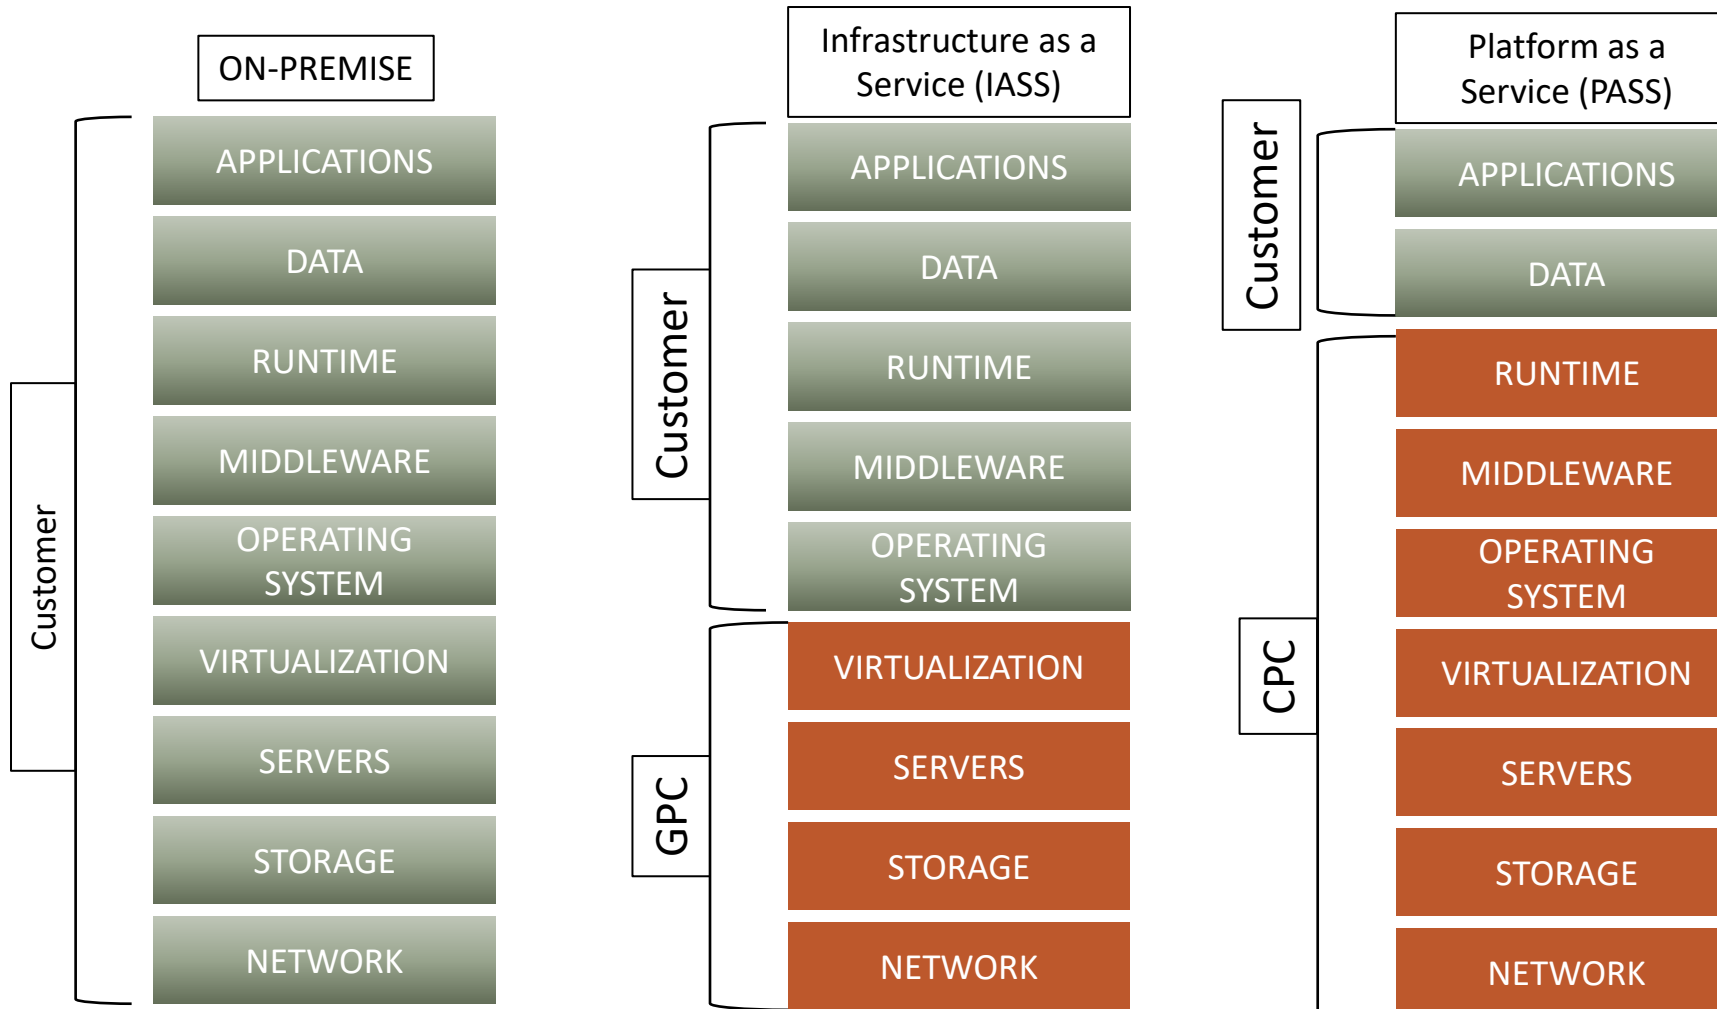 ON-PREMISE
Customer
APPLICATIONS
DATA
RUNTIME
MIDDLEWARE
OPERATING
SYSTEM
VIRTUALIZATION
SERVERS
STORAGE
NETWORK
Infrastructure as a
Service (IASS)
Customer
APPLICATIONS
DATA
RUNTIME
MIDDLEWARE
OPERATING
SYSTEM
GPC
VIRTUALIZATION
SERVERS
STORAGE
NETWORK
Platform as a
Service (PASS)
Customer
APPLICATIONS
DATA
CPC
RUNTIME
MIDDLEWARE
OPERATING
SYSTEM
VIRTUALIZATION
SERVERS
STORAGE
NETWORK